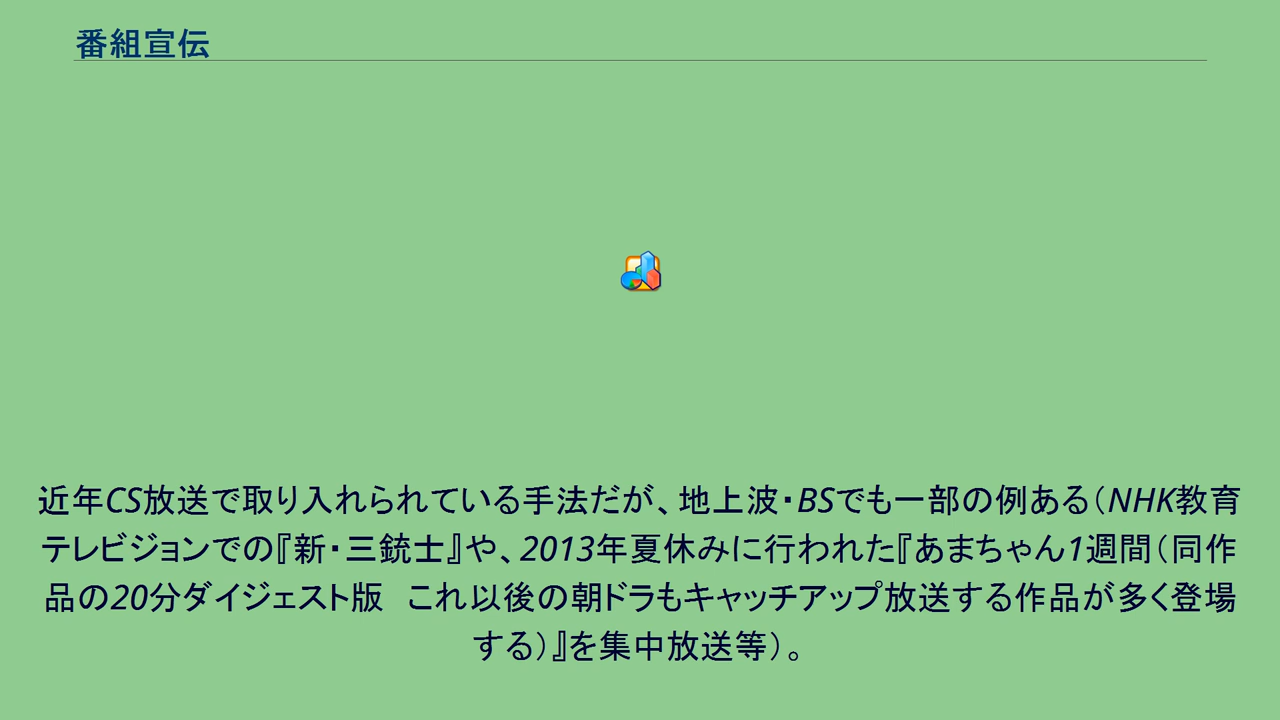 番組宣伝
近年CS放送で取り入れられている手法だが、地上波・BSでも一部の例ある（NHK教育
テレビジョンでの『新・三銃士』や、2013年夏休みに行われた『あまちゃん1週間（同作
品の20分ダイジェスト版　これ以後の朝ドラもキャッチアップ放送する作品が多く登場
する）』を集中放送等）。